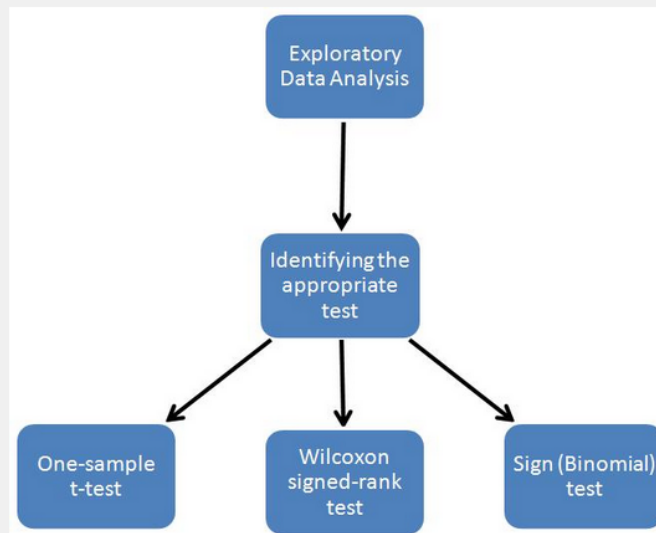 Exploratory
Data Analysis
Identifying the
appropriate
test
One-sample
t-test
Wilcoxon
signed-rank
test
Sign (Binomial)
test